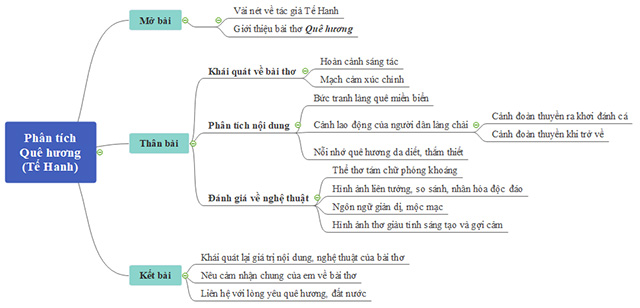 Phân tích
Quê hương
(Tế Hanh)
Mở bài
Vài nét về tác giả Tế Hanh
Giới thiệu bài thơ Quê hương
Thân bài
Khái quát về bài thơ
Hoàn cảnh sáng tác
Mạch cảm xúc chính
Phân tích nội dung
Bức tranh làng quê miền biển
Cảnh lao động của người dân làng chài
Cảnh đoàn thuyền ra khơi đánh cá
Cảnh đoàn thuyền khi trở về
Nỗi nhớ quê hương da diết, thắm thiết
Đánh giá về nghệ thuật
Thể thơ tám chữ phóng khoáng
Hình ảnh liên tưởng, so sánh, nhân hóa độc đáo
Ngôn ngữ giản dị, mộc mạc
Hình ảnh thơ giàu tính sáng tạo và gợi cảm
Kết bài
Khái quát lại giá trị nội dung, nghệ thuật của bài thơ
Nêu cảm nhận chung của em về bài thơ
Liên hệ với lòng yêu quê hương, đất nước